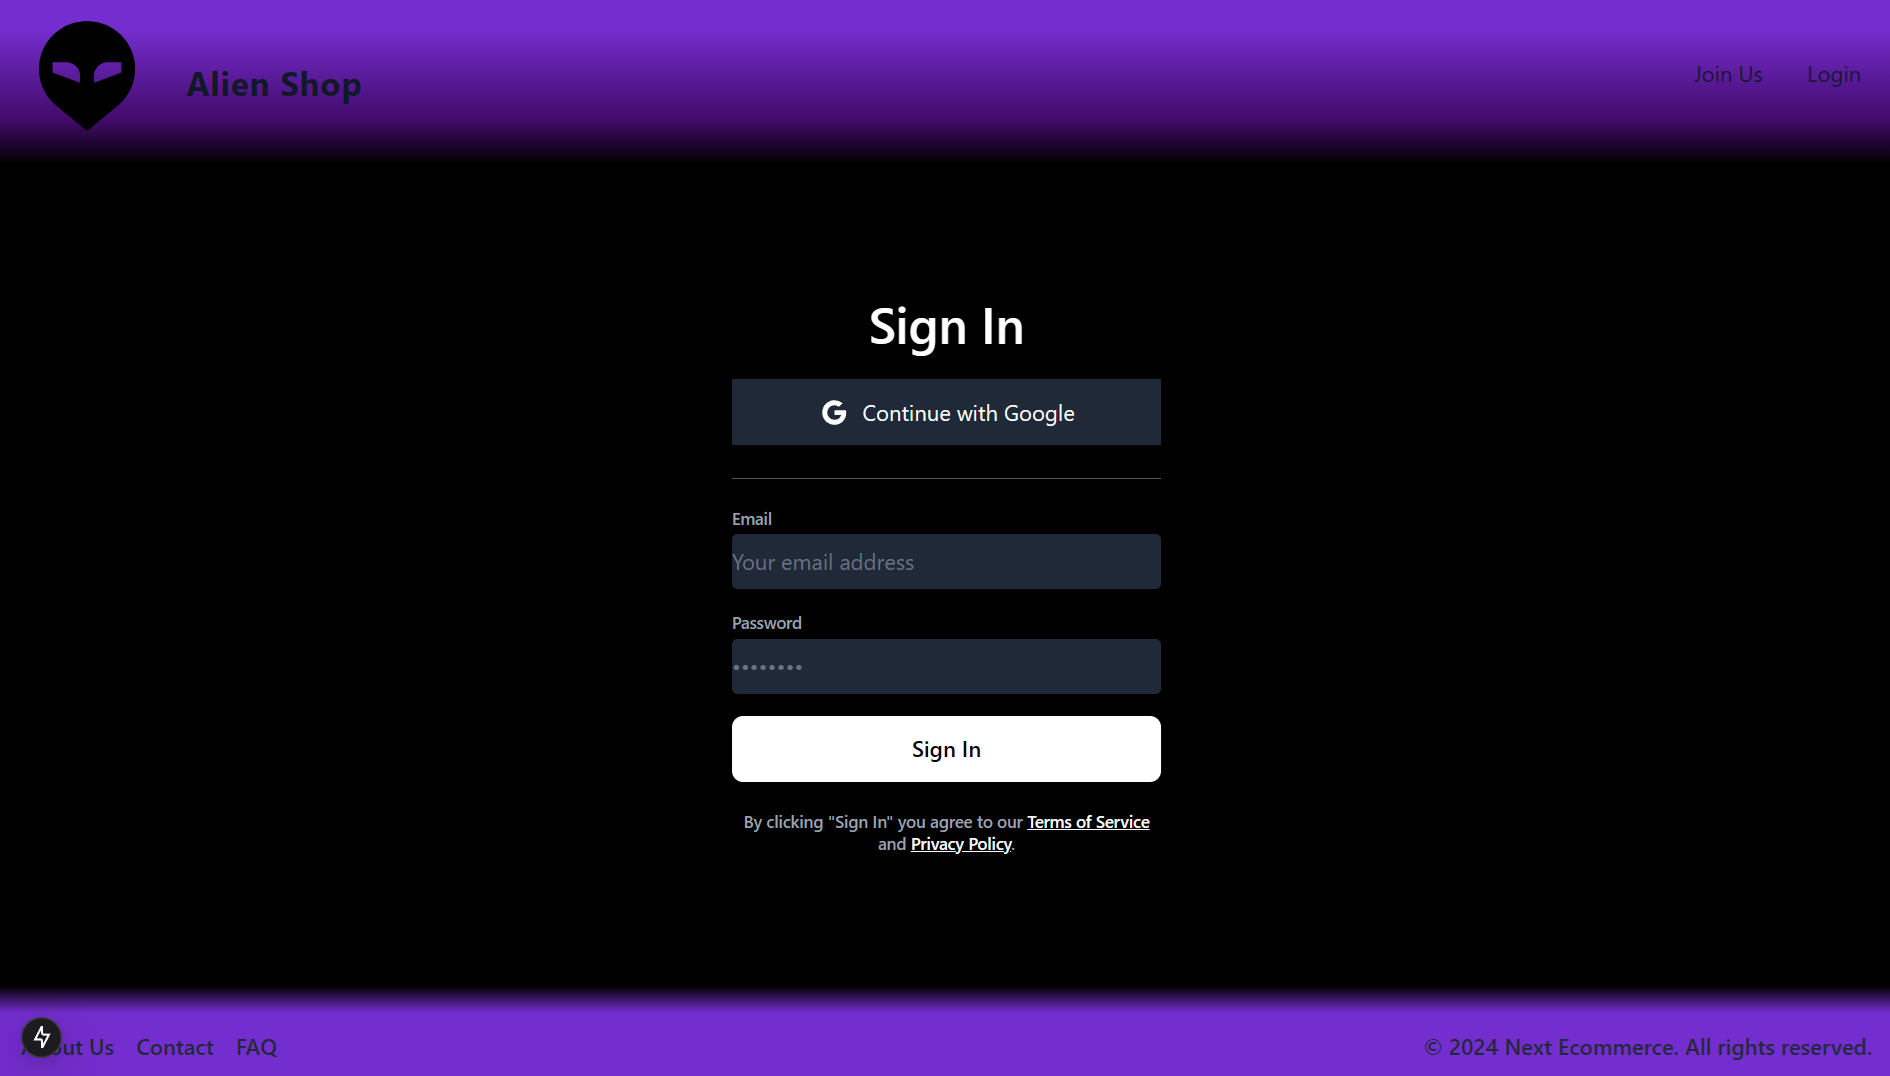 Alien Shop
Join Us
Login
Sign In
Continue with Google
Email
Your email address
Password
••••••••
Sign In
By clicking "Sign In" you agree to our Terms of Service
and Privacy Policy.
Us Contact FAQ
© 2024 Next Ecommerce. All rights reserved.